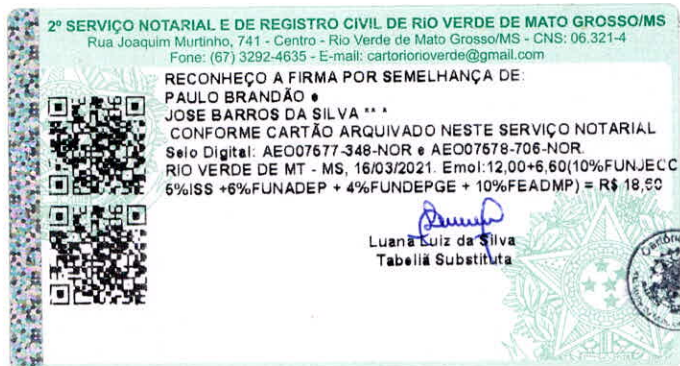 2º SERVIÇO NOTARIAL E DE REGISTRO CIVIL DE RIO VERDE DE MATO GROSSO/MS
Rua Joaquim Murtinho, 741 - Centro - Rio Verde de Mato Grosso/MS - CNS: 06.321-4
Fone: (67) 3292-4635 - E-mail: cartoriorioverde@gmail.com
RECONHEÇO A FIRMA POR SEMELHANÇA DE:
PAULO BRANDÃO e
JOSE BARROS DA SILVA ** *
CONFORME CARTÃO ARQUIVADO NESTE SERVIÇO NOTARIAL
Selo Digital: AEO07677-348-NOR e AEO07678-706-NOR.
RIO VERDE DE MT - MS, 16/03/2021. Emol:12,00+6,60(10%FUNJECC
5%ISS +6%FUNADEP + 4%FUNDEPGE + 10%FEADMP) = R$ 18,60
Luana Luiz da Silva
Tabeliã Substituta